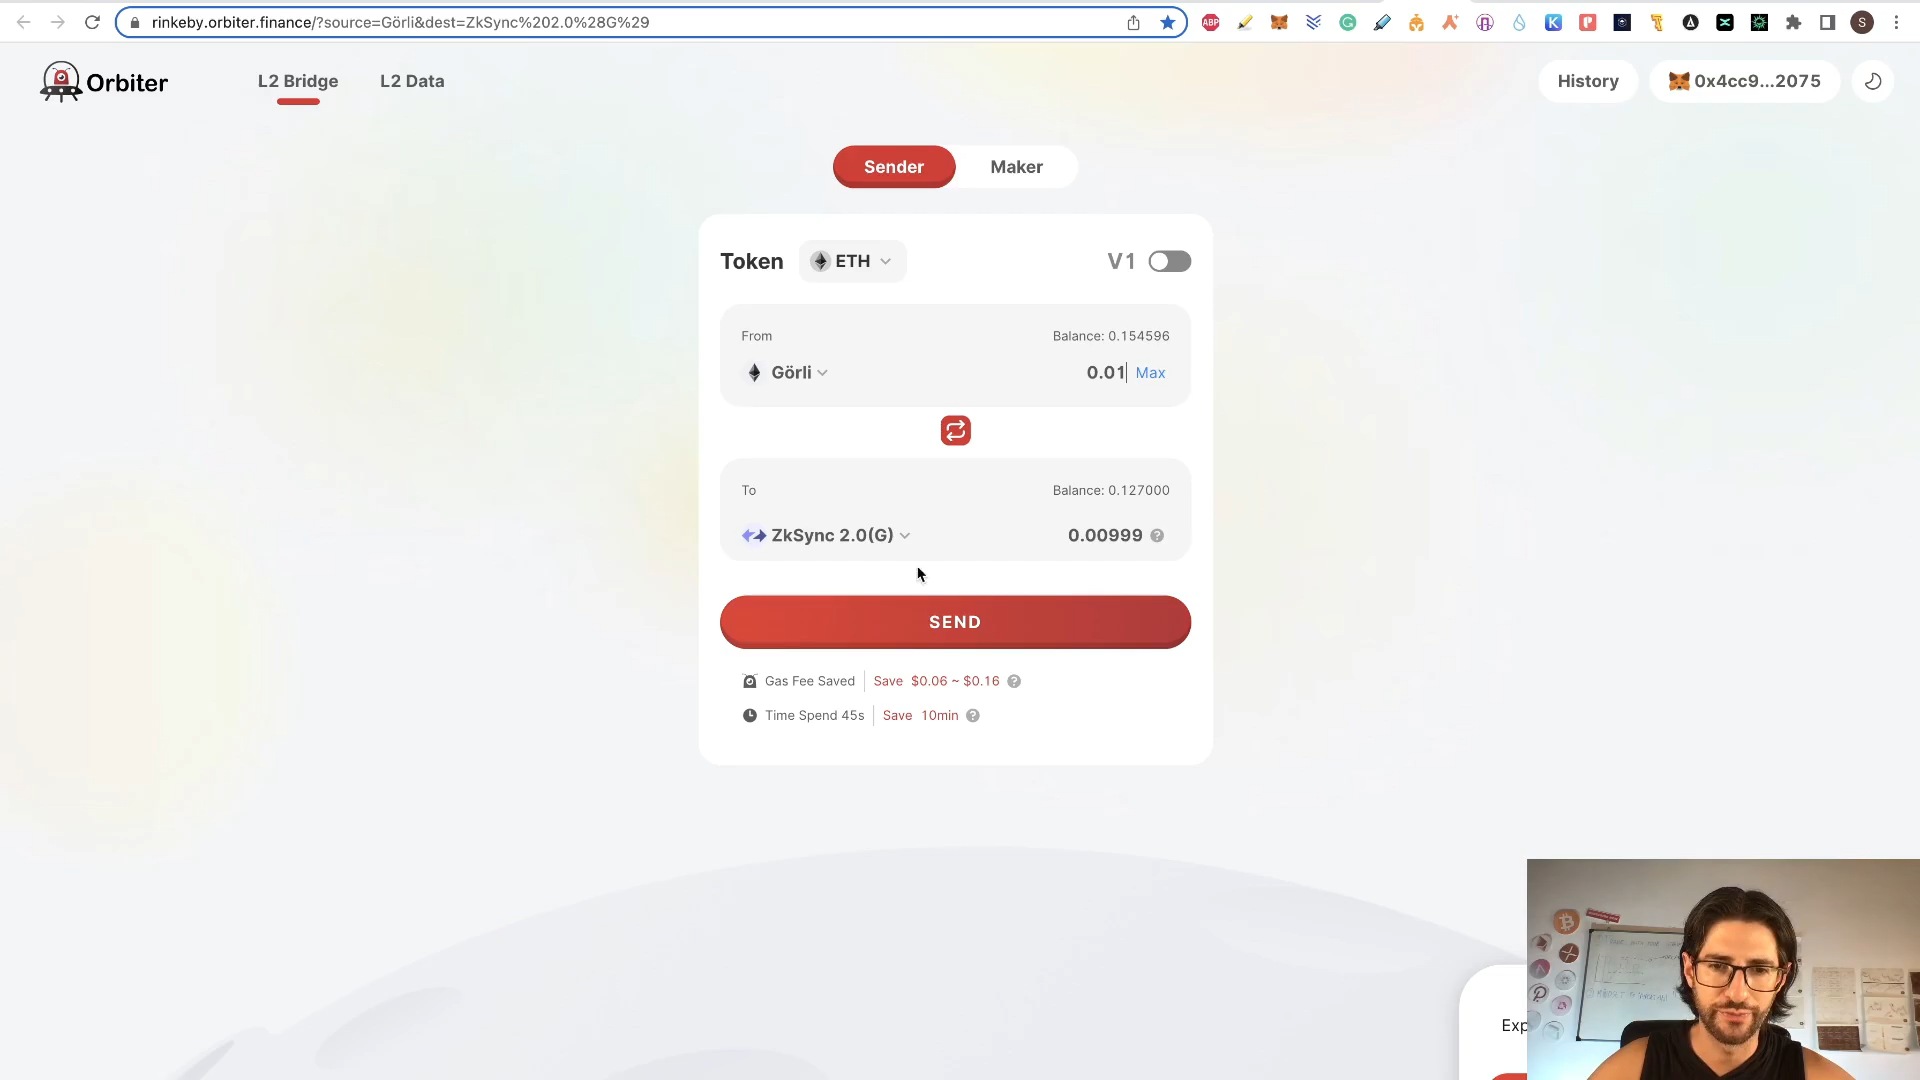 rinkeby.orbiter.finance/?source=Görli&dest=ZkSync%202.0%28G%29
ABP
S
Orbiter
L2 Bridge
L2 Data
History
0x4cc9...2075
Sender
Maker
Token
ETH
V1
From
Balance: 0.154596
Görli
0.01
Max
To
Balance: 0.127000
ZkSync 2.0(G)
0.00999
SEND
Gas Fee Saved
Save $0.06 ~ $0.16
Time Spend 45s
Save 10min
Exp